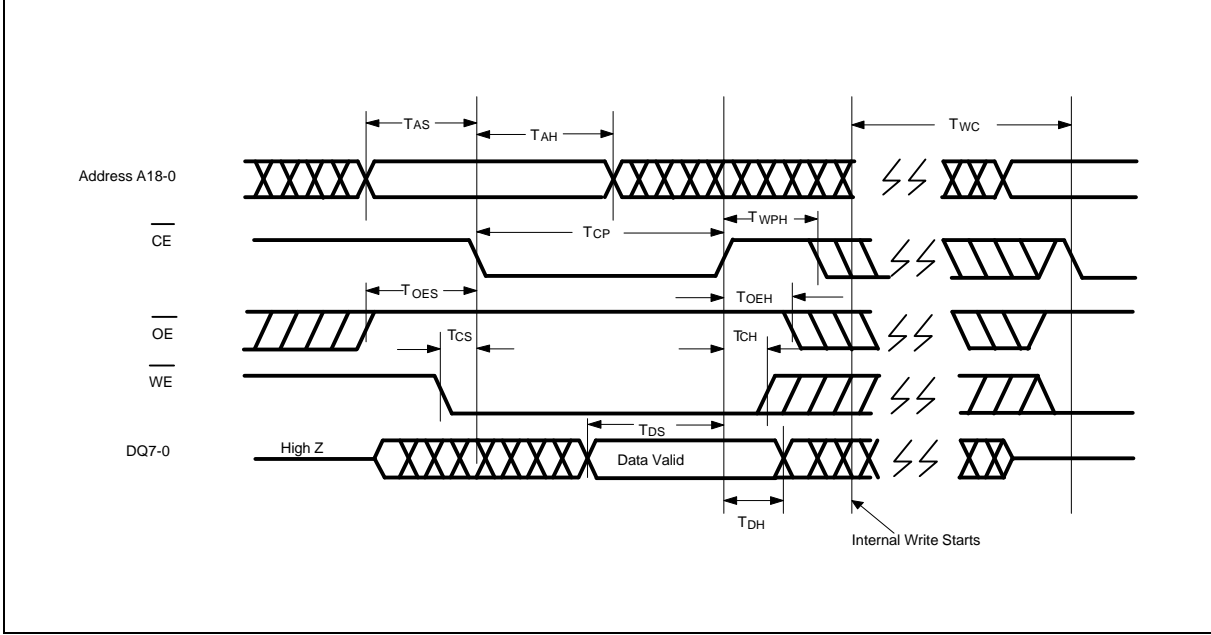 TAS
TAH
TWC
Address A18-0
TWPH
CE
TCP
TOES
TOEH
OE
TCS
TCH
WE
TDS
DQ7-0
High Z
Data Valid
TDH
Internal Write Starts